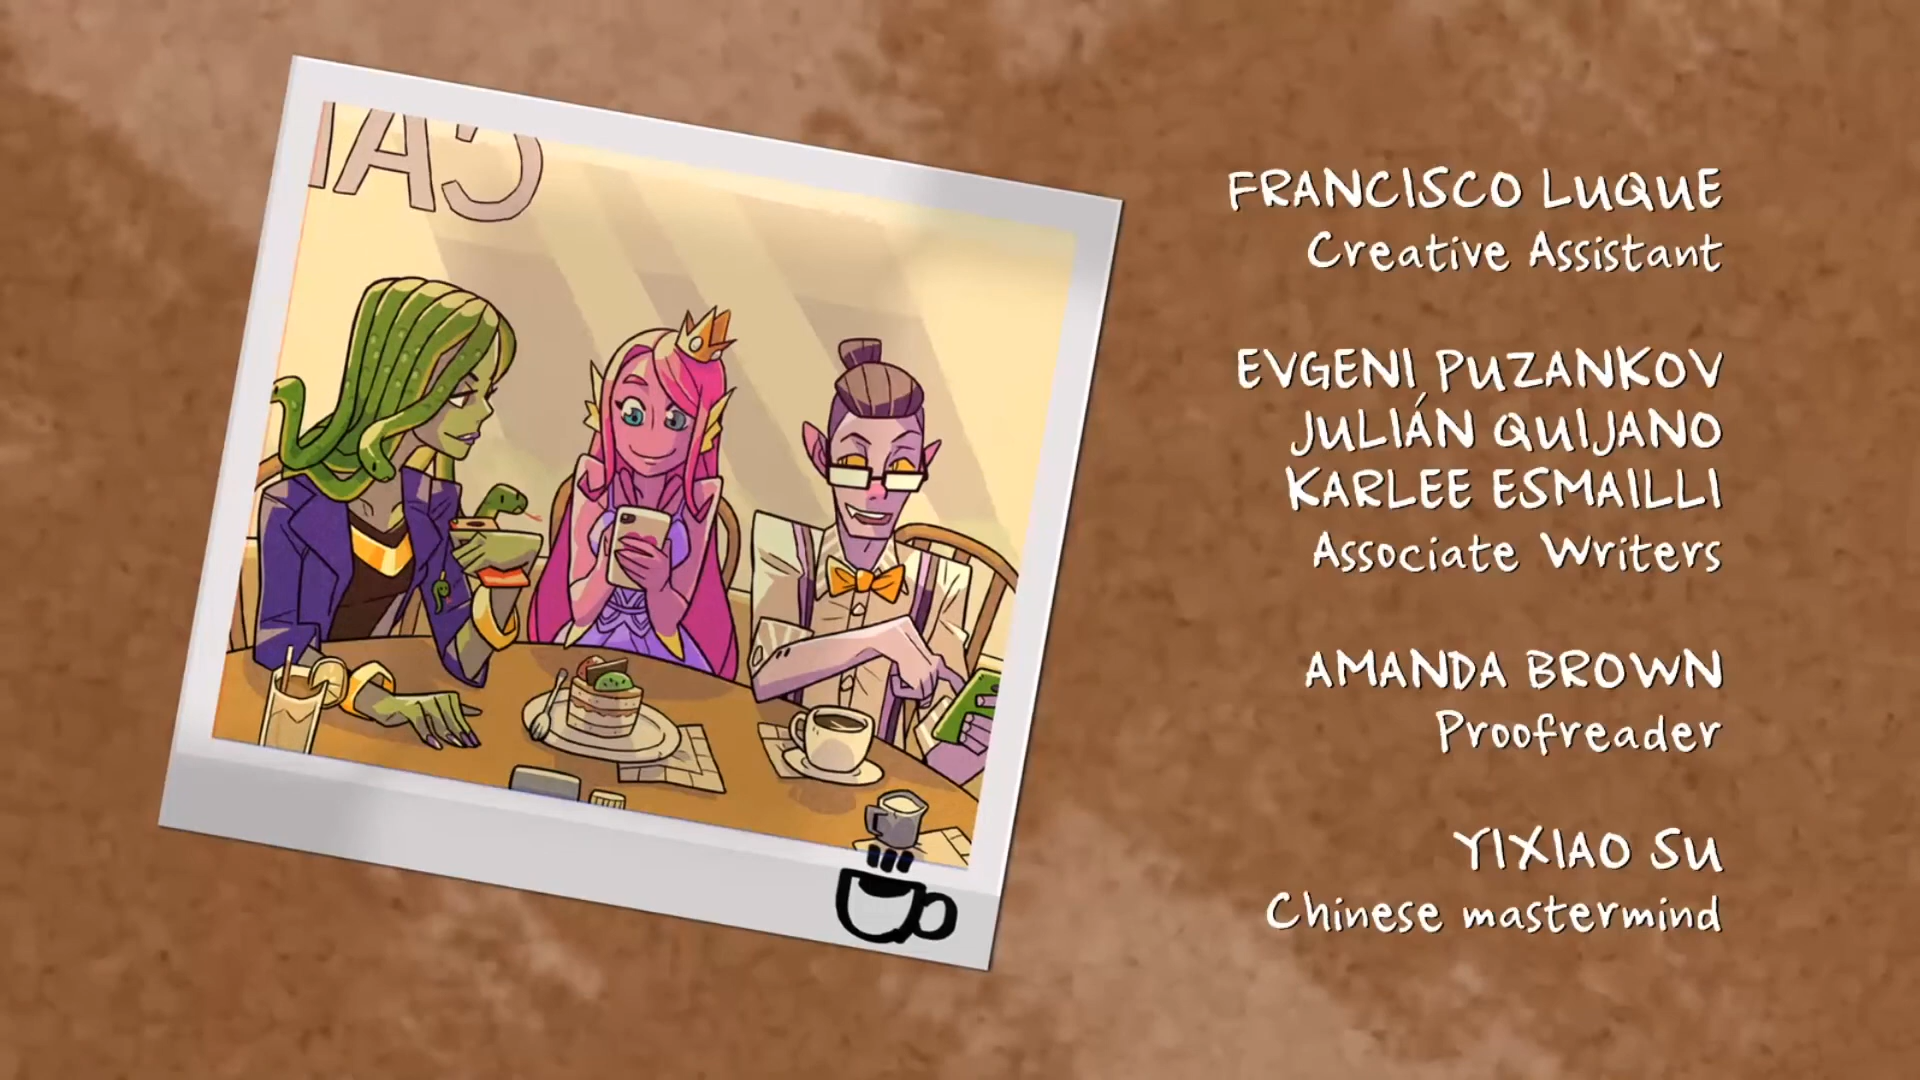 CAF
FRANCISCO LUQUE
Creative Assistant
EVGENI PUZANKOV
JULIÁN QUIJANO
KARLEE ESMAILLI
Associate Writers
AMANDA BROWN
Proofreader
YIXIAO SU
Chinese mastermind